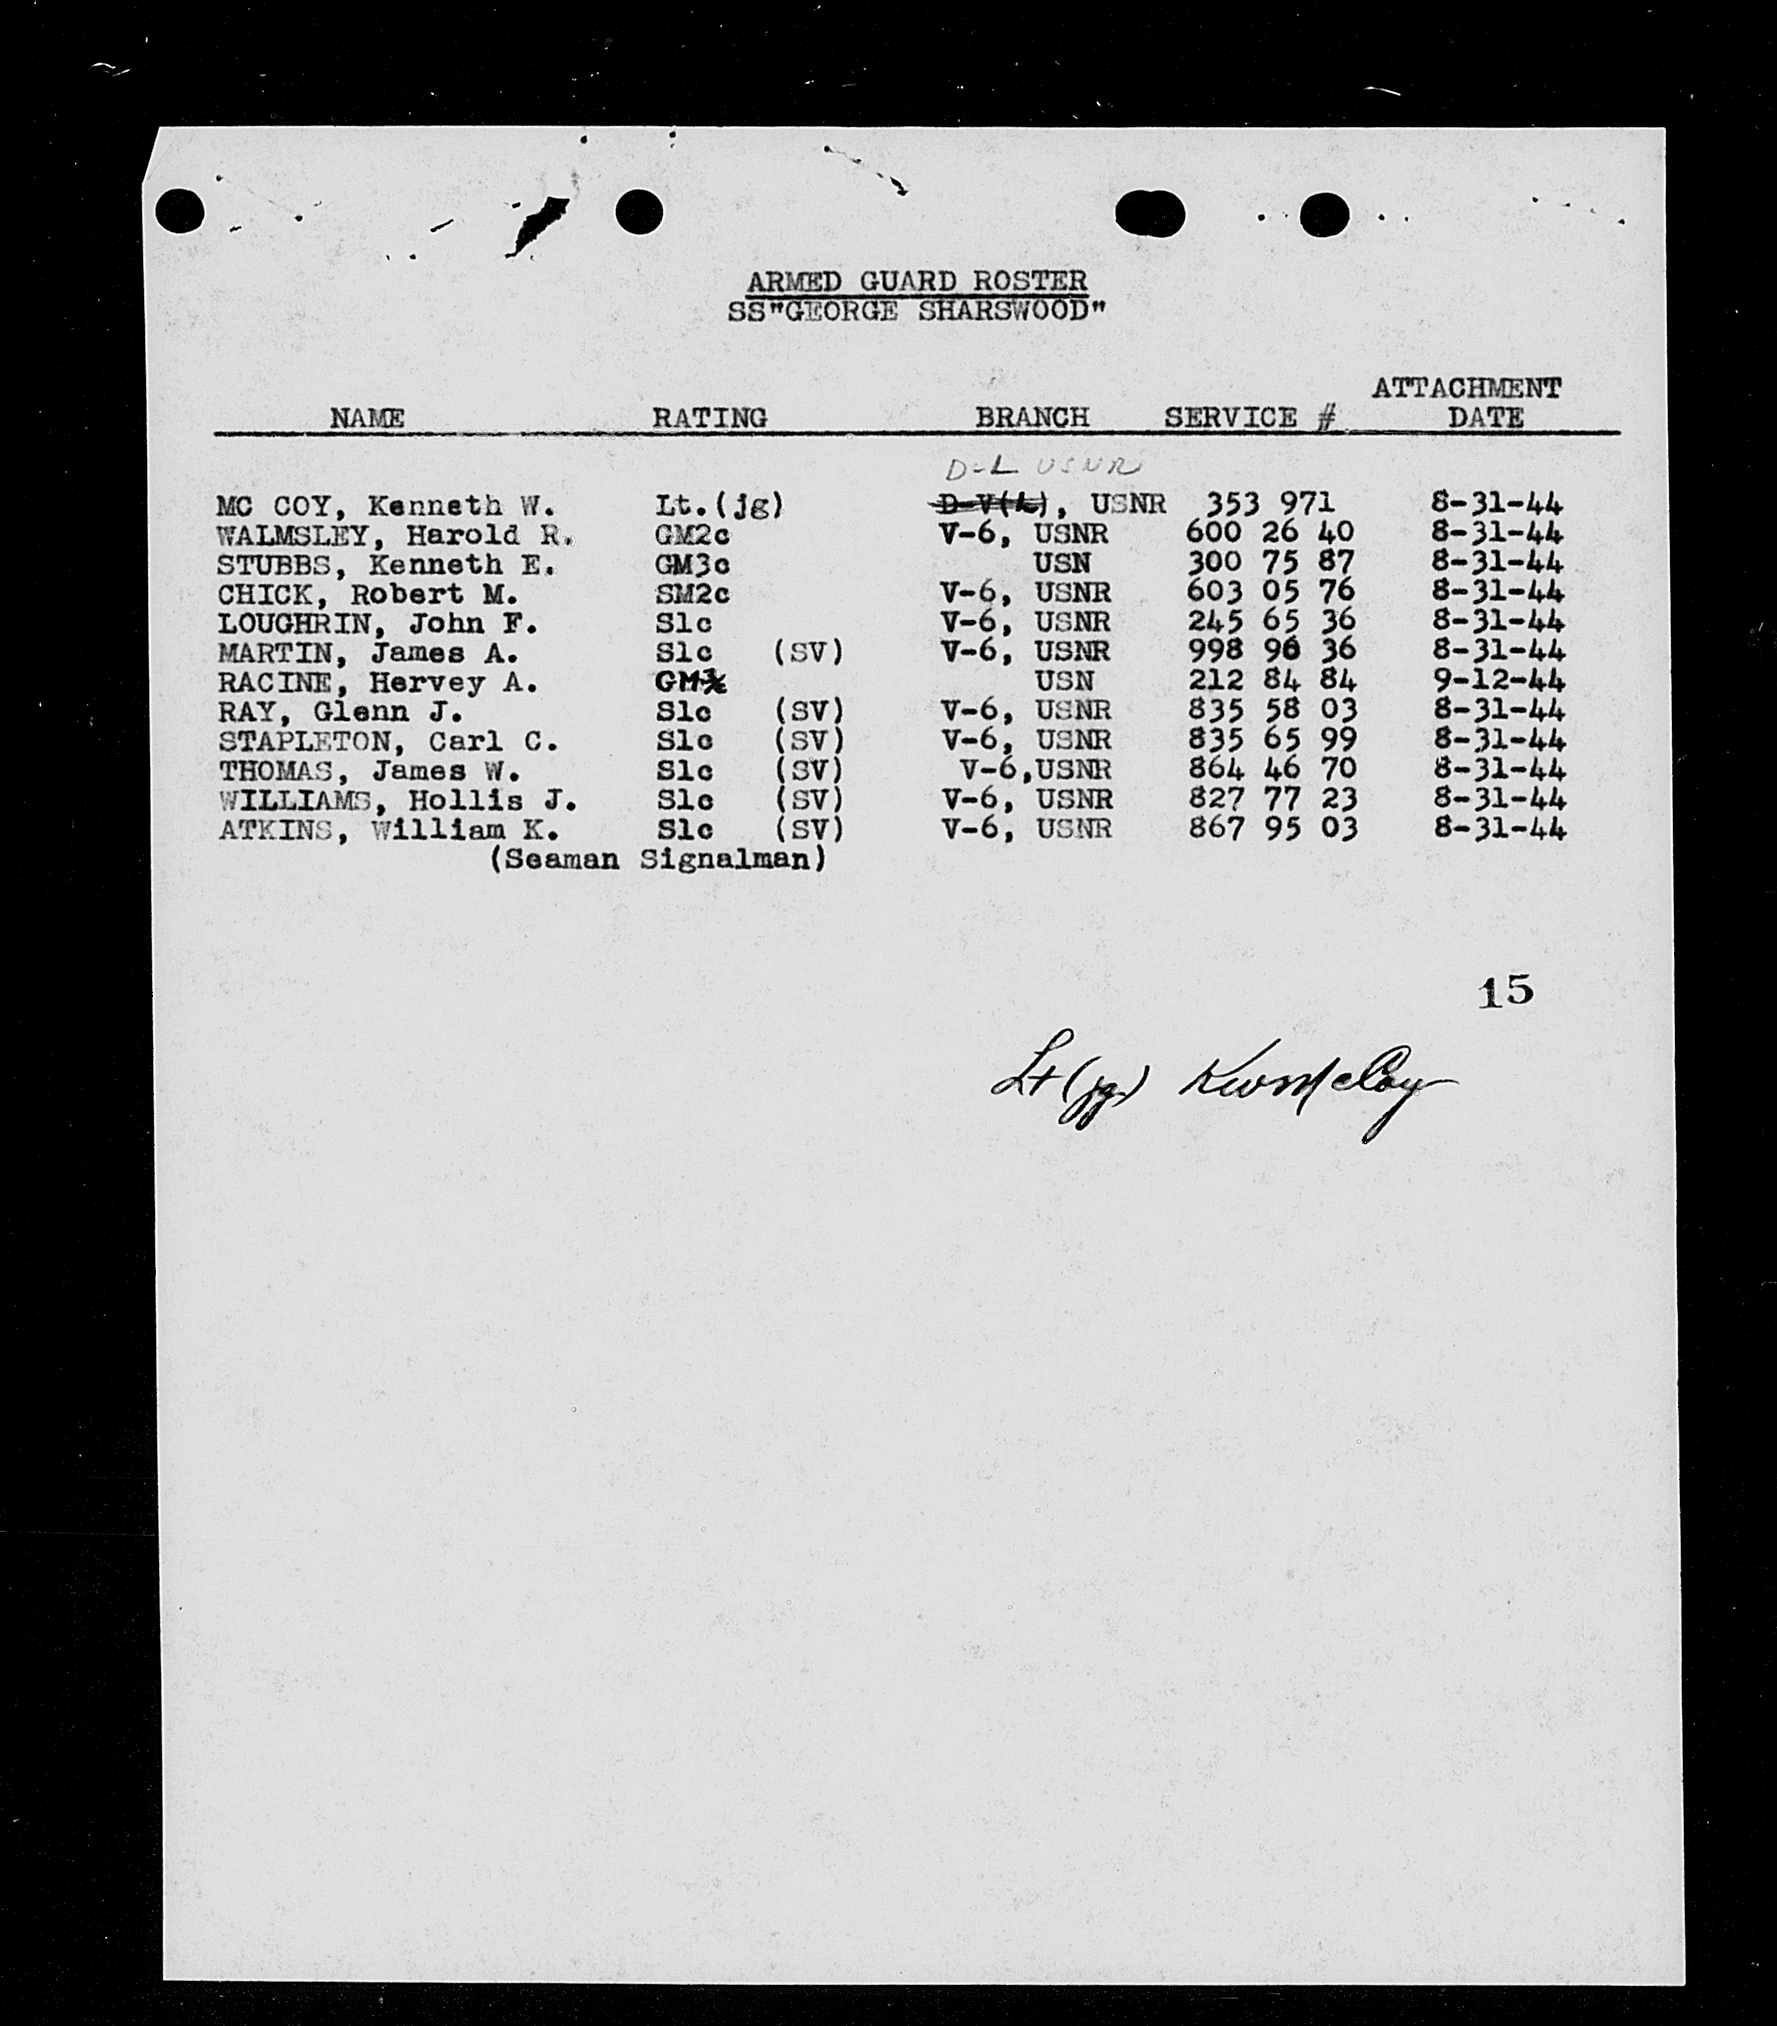 ARMED GUARD ROSTER
SS"GEORGE SHARSWOOD"
ATTACHMENT
NAME RATING BRANCH SERVICE # DATE
D-L USNR
MC COY, Kenneth W. Lt.(jg) D-V(L), USNR 353 971 8-31-44
WALMSLEY, Harold R. GM2c V-6, USNR 600 26 40 8-31-44
STUBBS, Kenneth E. GM3c USN 300 75 87 8-31-44
CHICK, Robert M. SM2c V-6, USNR 603 05 76 8-31-44
LOUGHRIN, John F. S1c V-6, USNR 245 65 36 8-31-44
MARTIN, James A. S1c (SV) V-6, USNR 998 96 36 8-31-44
RACINE, Hervey A. USN 212 84 84 9-12-44
RAY, Glenn J. S1c (SV) V-6, USNR 835 58 03 8-31-44
STAPLETON, Carl C. S1c (SV) V-6, USNR 835 65 99 8-31-44
THOMAS, James W. S1c (SV) V-6,USNR 864 46 70 8-31-44
WILLIAMS, Hollis J. S1c (SV) V-6, USNR 827 77 23 8-31-44
ATKINS, William K. S1c (SV) V-6, USNR 867 95 03 8-31-44
(Seaman Signalman)
15
Lt (jg) KW McCoy